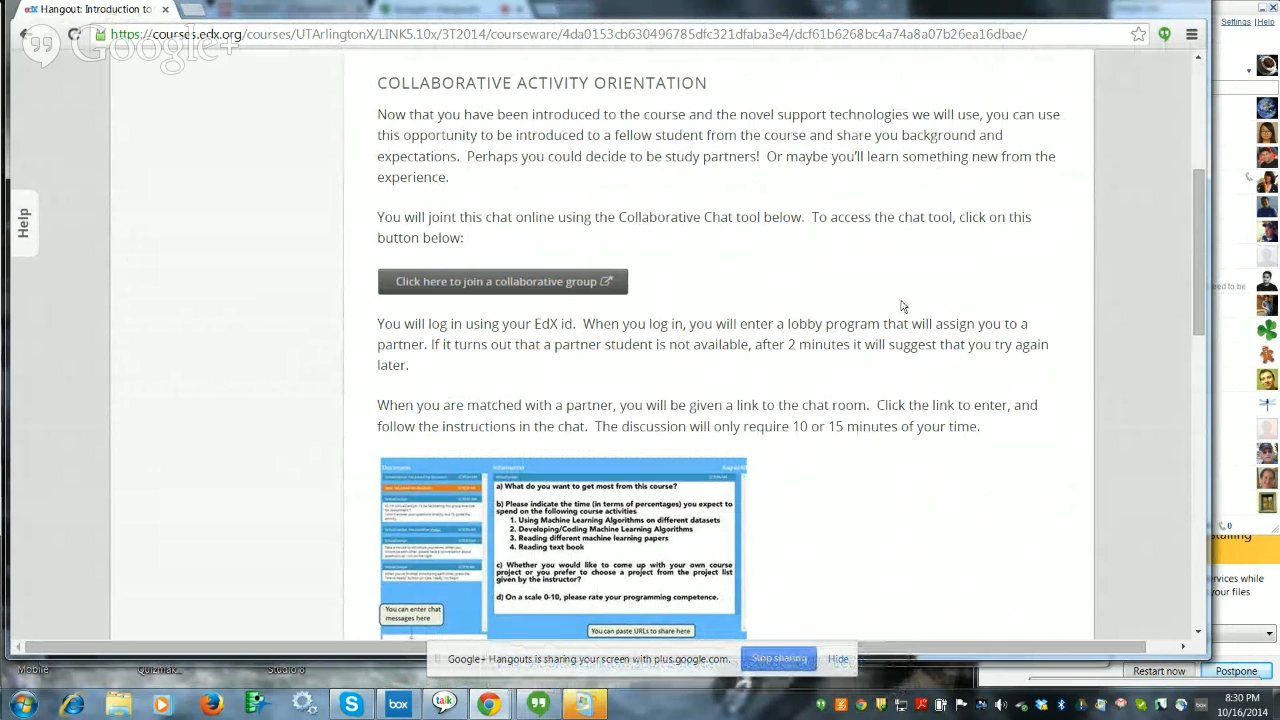 Hangout: Introduction to
https://courses.edx.org/courses/UTArlingtonX/LINK5.10x/3T2014/courseware/4da0153cb630496785dfc321dfaba3e4/dcf61b6268bc4a74a8a07b26ea16dbae/
Google+
Settings | Help
Help
COLLABORATIVE ACTIVITY ORIENTATION
Now that you have been introduced to the course and the novel support technologies we will use, you can use
this opportunity to be introduced to a fellow student from the course and share you background and
expectations. Perhaps you could decide to be study partners! Or maybe you'll learn something new from the
experience.
You will joint this chat online using the Collaborative Chat tool below. To access the chat tool, click on this
button below:
Click here to join a collaborative group
You will log in using your EdX id. When you log in, you will enter a lobby program that will assign you to a
partner. If it turns out that a partner student is not available, after 2 minutes it will suggest that you try again
later.
When you are matched with a partner, you will be given a link to the chat room. Click the link to enter, and
follow the instructions in the chat. The discussion will only require 10 or 15 minutes of your time.
a) What do you want to get most from this course?
b) Please indicate the time (in terms of percentages) you expect to
spend on the following course activities
1. Using Machine Learning Algorithms on different datasets
2. Developing/Coding Machine Learning Algorithms
3. Reading different machine learning papers
4. Reading text book
c) Whether you would like to come up with your own course
project or you prefer to choose a project from the project list
given by the instructor?
d) On a scale 0-10, please rate your programming competence.
You can enter chat
messages here
You can paste URLs to share here
need to be
0
ervices while
your files
Restart now
Postpone
Google+ Hangouts is sharing your screen with plus.google.com.
Stop sharing
Hide
talk
box
8:30 PM
10/16/2014